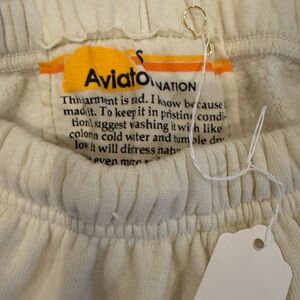 S
Aviato NATION
This garment is rad. I know because
made it. To keep it in pristine condi-
tion suggest washing it with like
colors in cold water and tumble dry
low it will distress natu
even more